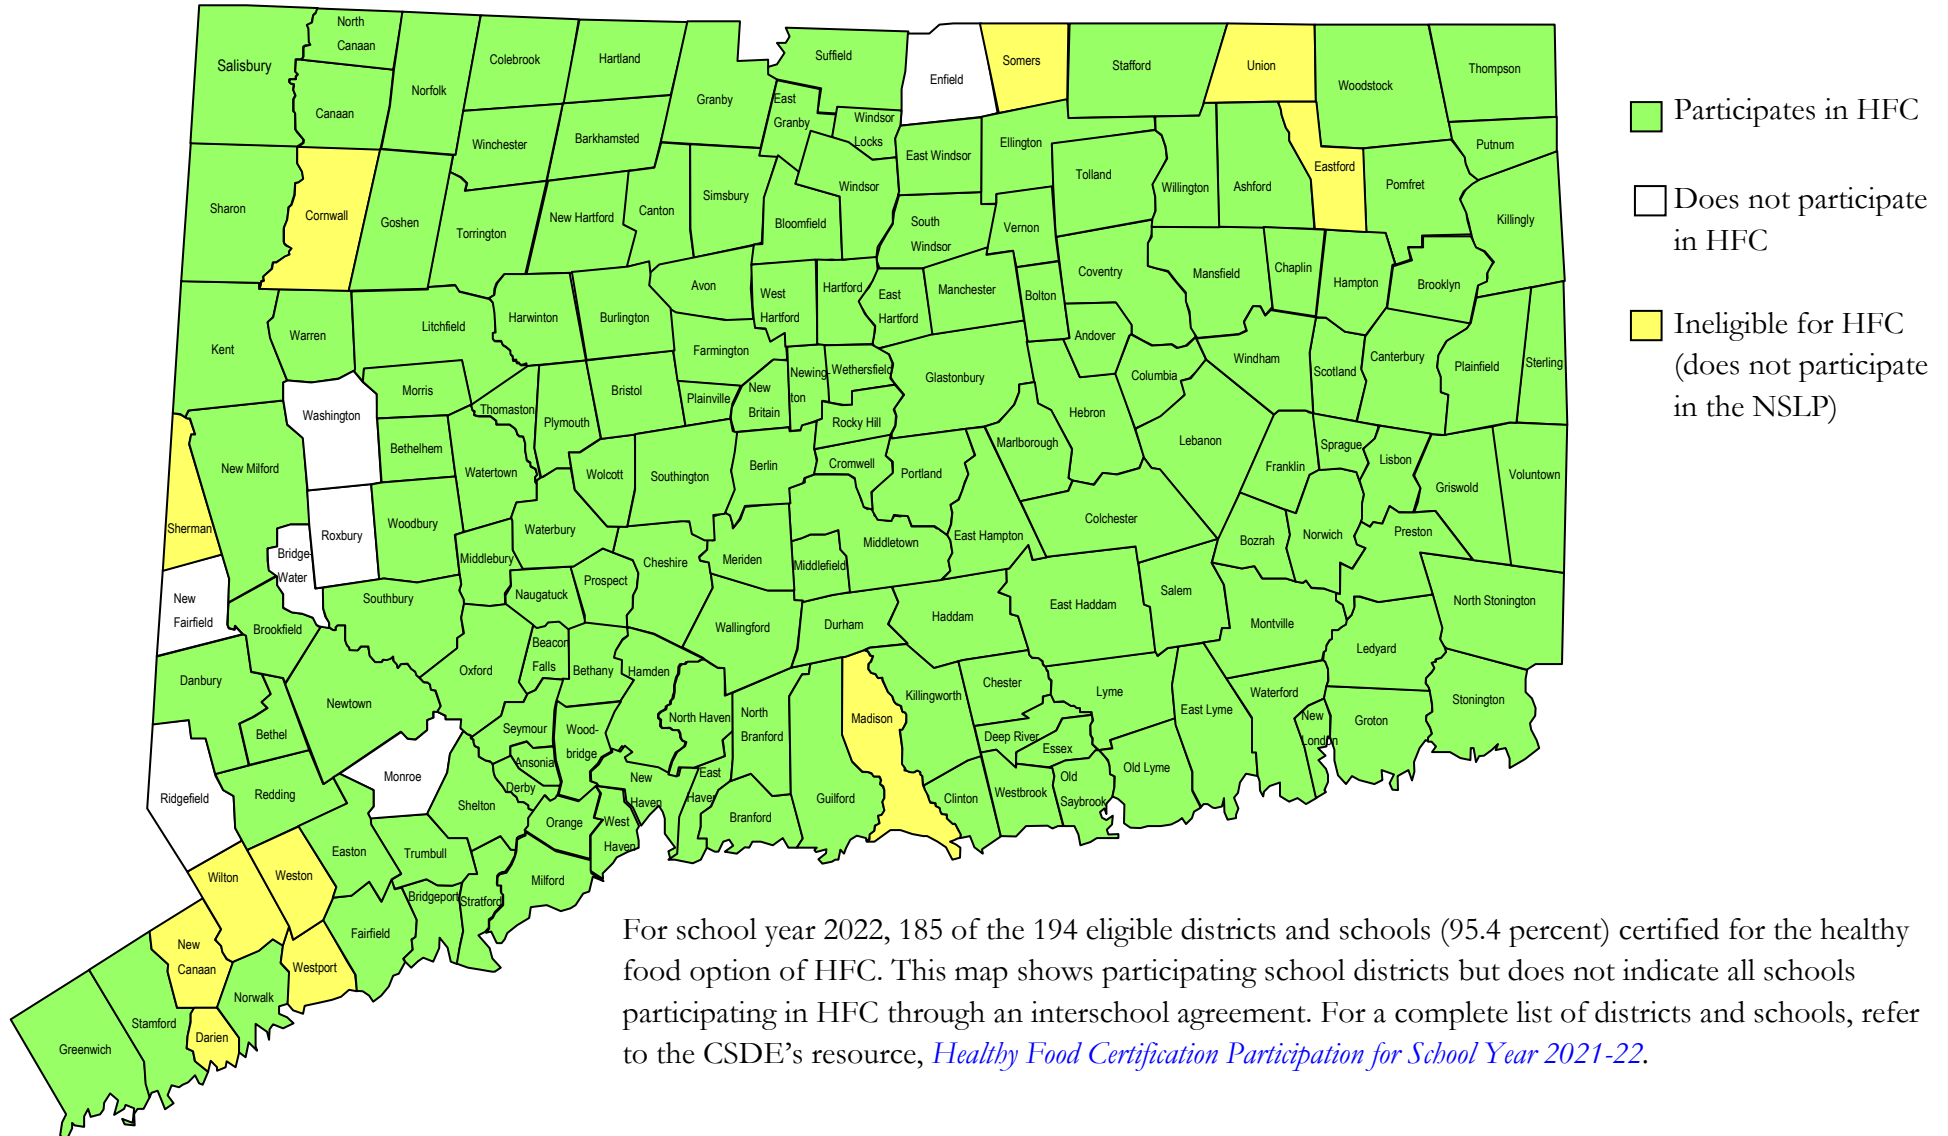 North
Canaan
Salisbury
Colebrook
Hartland
Suffield
Enfield
Somers
Stafford
Union
Woodstock
Thompson
Canaan
Norfolk
Granby
East
Granby
Windsor
Locks
Winchester
Barkhamsted
East Windsor
Ellington
Putnum
Tolland
Willington
Ashford
Eastford
Pomfret
Sharon
Cornwall
Goshen
Torrington
New Hartford
Canton
Simsbury
Bloomfield
Windsor
South
Windsor
Vernon
Killingly
Coventry
Mansfield
Chaplin
Hampton
Brooklyn
Avon
West
Hartford
Hartford
East
Hartford
Manchester
Bolton
Kent
Warren
Litchfield
Harwinton
Burlington
Farmington
Andover
Windham
Scotland
Canterbury
Plainfield
Sterling
Washington
Morris
Thomaston
Plymouth
Bristol
Plainville
New
Britain
Newing-
ton
Wethersfield
Rocky Hill
Glastonbury
Hebron
Columbia
New Milford
Bethelhem
Watertown
Wolcott
Southington
Berlin
Cromwell
Portland
Marlborough
Lebanon
Franklin
Sprague
Lisbon
Griswold
Voluntown
Sherman
Bridge-
Water
Roxbury
Woodbury
Waterbury
Middlebury
Cheshire
Meriden
Middlefield
Middletown
East Hampton
Colchester
Bozrah
Norwich
Preston
New
Fairfield
Brookfield
Southbury
Naugatuck
Prospect
Wallingford
Durham
Haddam
East Haddam
Salem
Montville
Ledyard
North Stonington
Danbury
Bethel
Newtown
Oxford
Beacon
Falls
Bethany
Hamden
North Haven
North
Branford
Madison
Killingworth
Chester
Lyme
East Lyme
Waterford
New
London
Groton
Stonington
Seymour
Wood-
bridge
Ansonia
Derby
New
Haven
East
Haven
Deep River
Essex
Old
Saybrook
Old Lyme
Ridgefield
Redding
Monroe
Shelton
Orange
West
Haven
Branford
Guilford
Clinton
Westbrook
Wilton
Weston
Easton
Trumbull
Bridgeport
Stratford
Milford
New
Canaan
Westport
Fairfield
Norwalk
Darien
Stamford
Greenwich
Participates in HFC
Does not participate
in HFC
Ineligible for HFC
(does not participate
in the NSLP)
For school year 2022, 185 of the 194 eligible districts and schools (95.4 percent) certified for the healthy
food option of HFC. This map shows participating school districts but does not indicate all schools
participating in HFC through an interschool agreement. For a complete list of districts and schools, refer
to the CSDE’s resource, Healthy Food Certification Participation for School Year 2021-22.